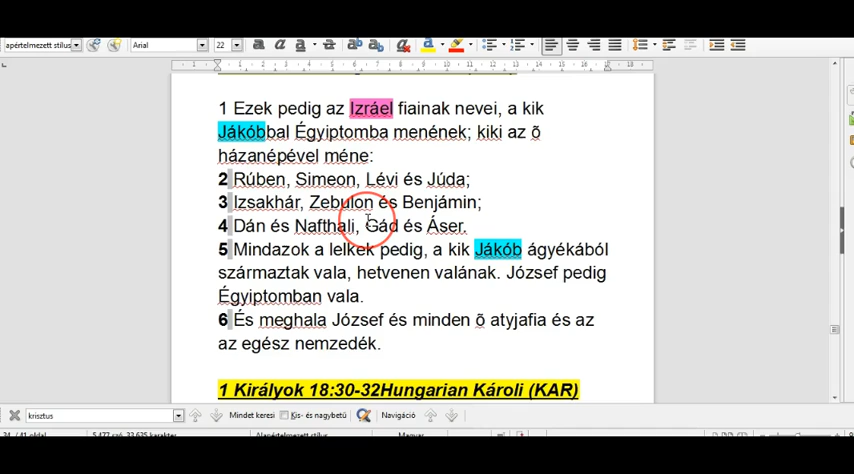 apértelmezett stílus Arial 22
1 Ezek pedig az Izráel fiainak nevei, a kik
Jákóbbal Égyiptomba menének; kiki az õ
házanépével méne:
2 Rúben, Simeon, Lévi és Júda;
3 Izsakhár, Zebulon és Benjámin;
4 Dán és Nafthali, Gád és Áser.
5 Mindazok a lelkek pedig, a kik Jákób ágyékából
származtak vala, hetvenen valának. József pedig
Égyiptomban vala.
6 És meghala József és minden õ atyjafia és az
az egész nemzedék.
1 Királyok 18:30-32Hungarian Károli (KAR)
krisztus Mindet keresi Kis- és nagybetű Navigáció